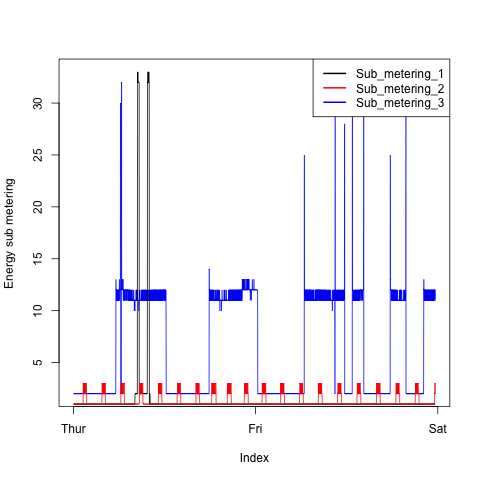 Sub_metering_1
Sub_metering_2
Sub_metering_3
Energy sub metering
30
25
20
15
10
5
Thur Fri Sat
Index